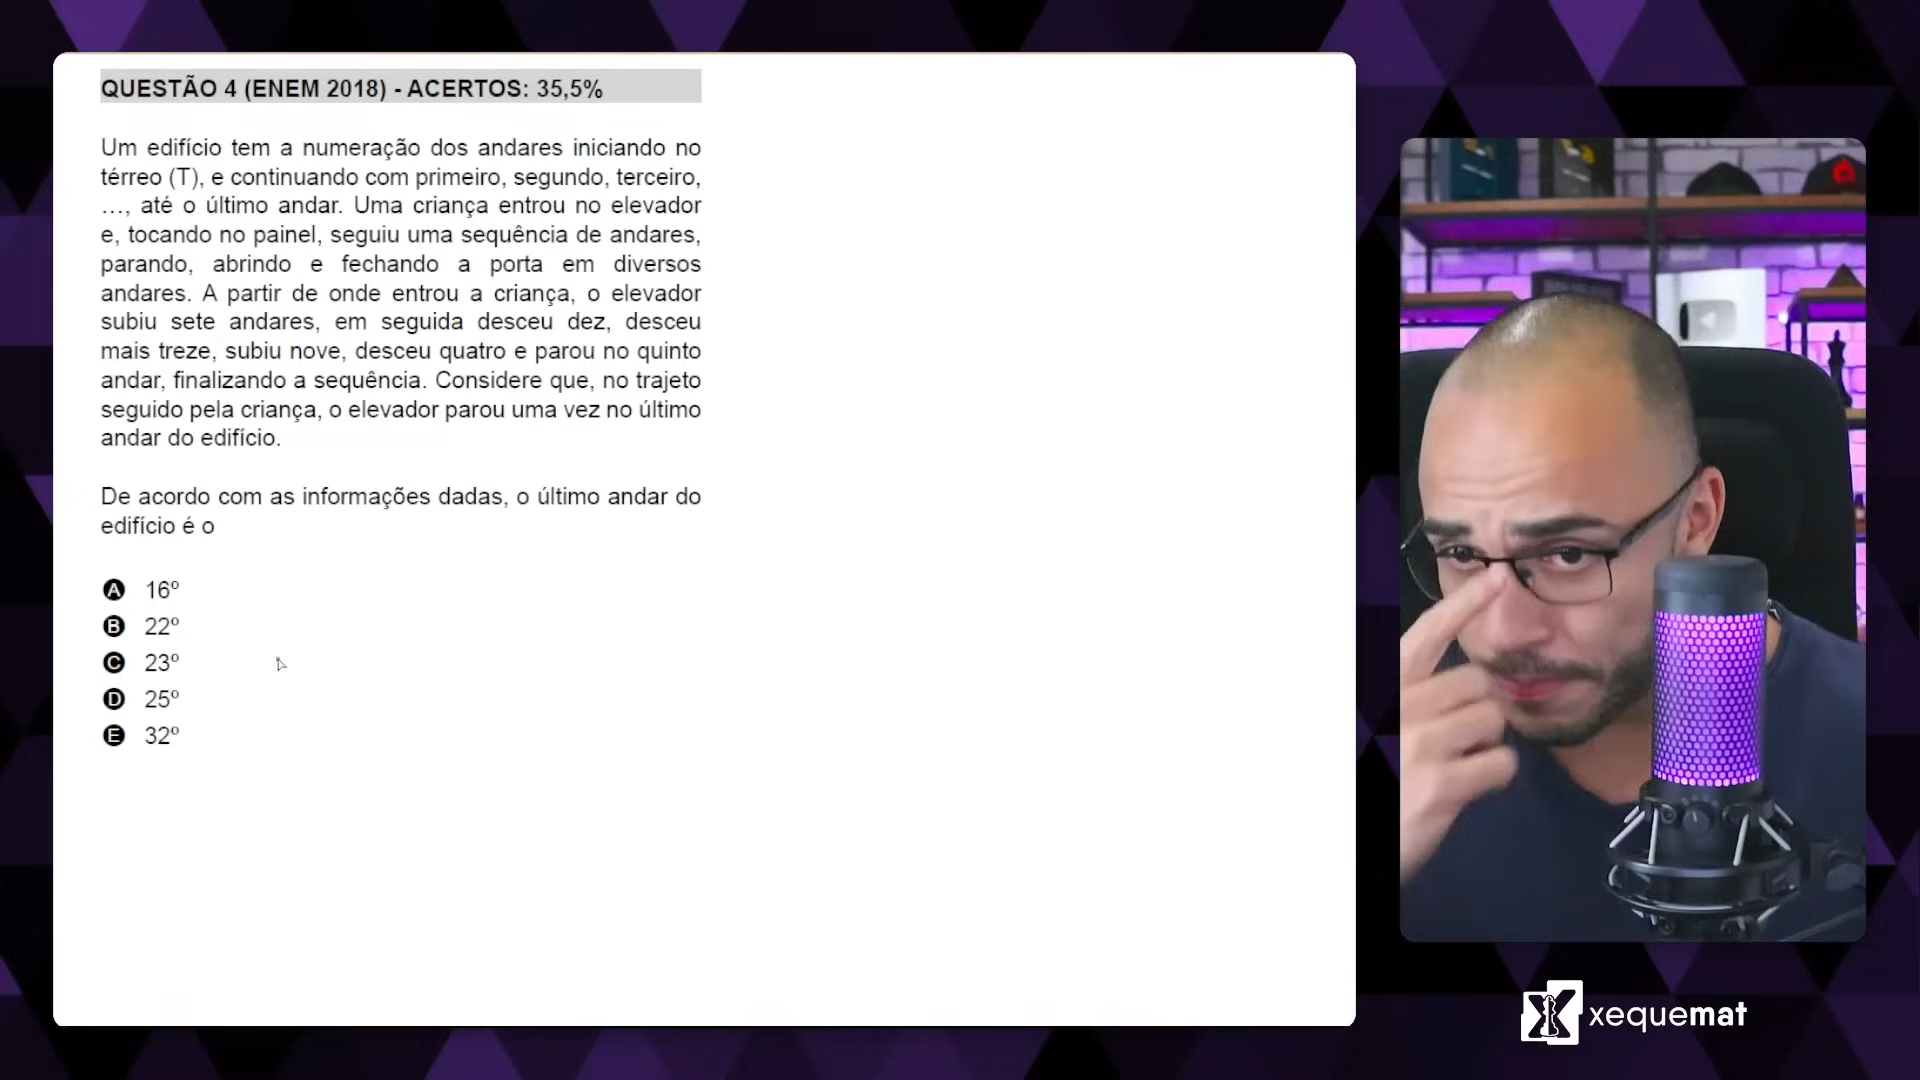 QUESTÃO 4 (ENEM 2018) - ACERTOS: 35,5%
Um edifício tem a numeração dos andares iniciando no
térreo (T), e continuando com primeiro, segundo, terceiro,
…, até o último andar. Uma criança entrou no elevador
e, tocando no painel, seguiu uma sequência de andares,
parando, abrindo e fechando a porta em diversos
andares. A partir de onde entrou a criança, o elevador
subiu sete andares, em seguida desceu dez, desceu
mais treze, subiu nove, desceu quatro e parou no quinto
andar, finalizando a sequência. Considere que, no trajeto
seguido pela criança, o elevador parou uma vez no último
andar do edifício.
De acordo com as informações dadas, o último andar do
edifício é o
A 16º
B 22º
C 23º
D 25º
E 32º
xequemat